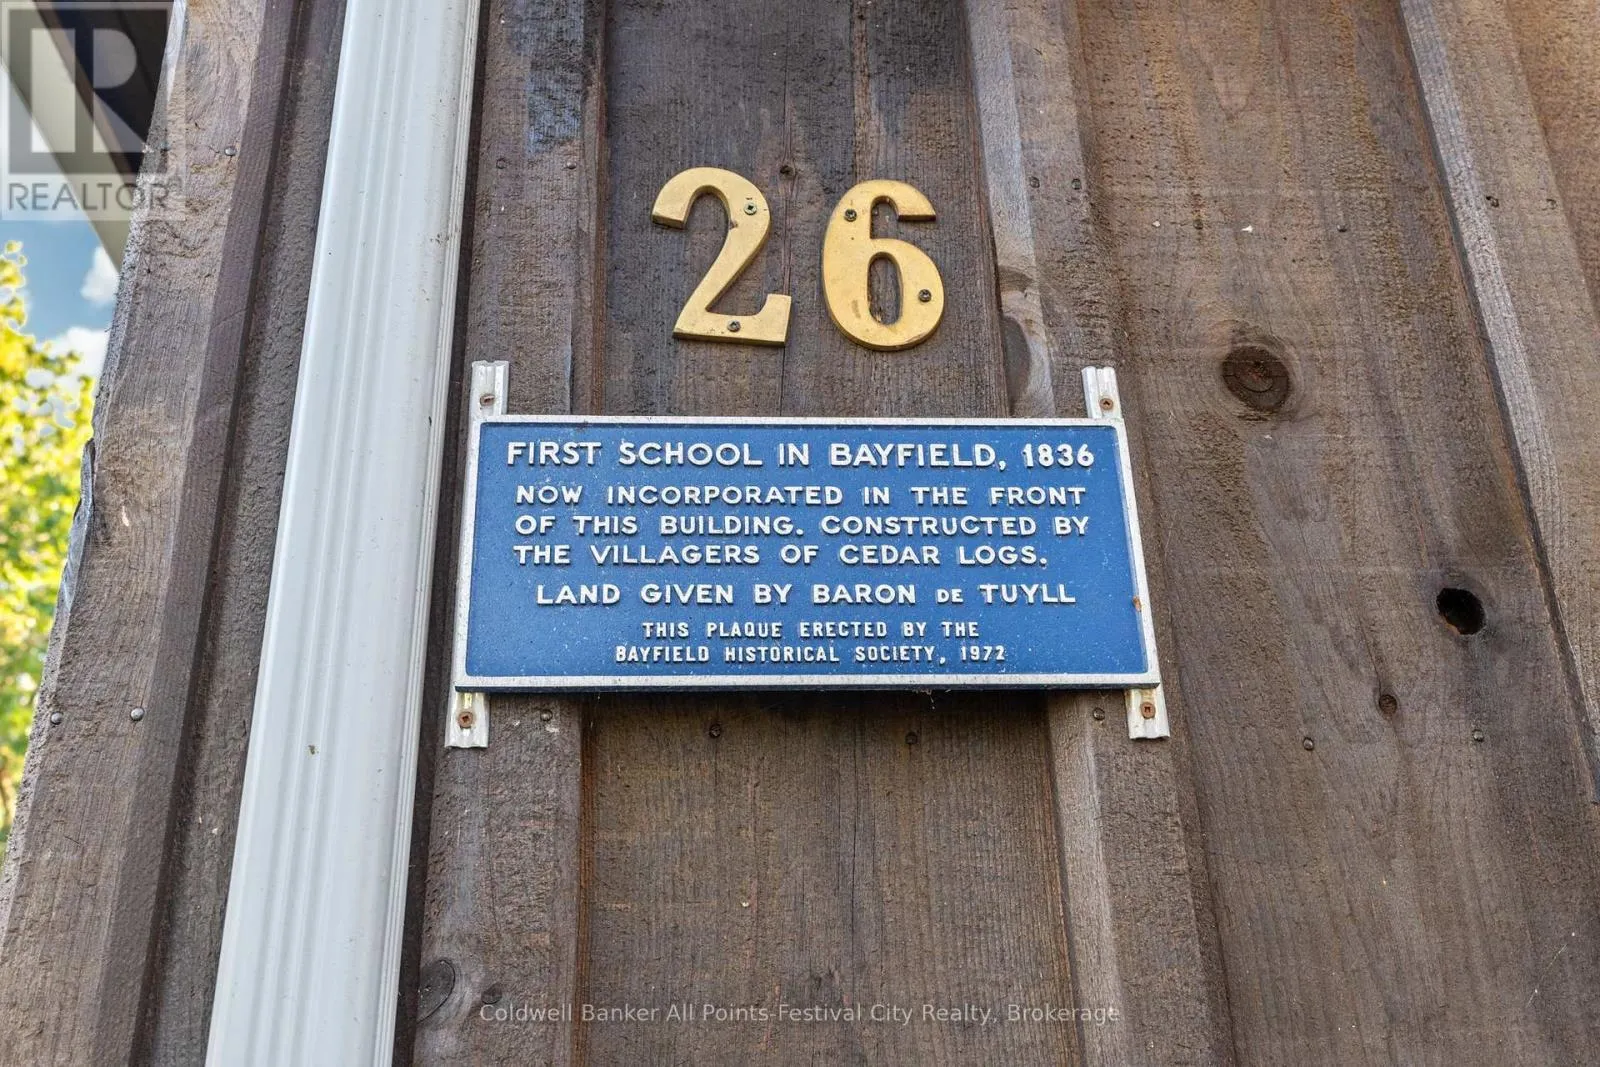 REALTOR®
26
FIRST SCHOOL IN BAYFIELD, 1836
NOW INCORPORATED IN THE FRONT
OF THIS BUILDING. CONSTRUCTED BY
THE VILLAGERS OF CEDAR LOGS.
LAND GIVEN BY BARON DE TUYLL
THIS PLAQUE ERECTED BY THE
BAYFIELD HISTORICAL SOCIETY, 1972
Coldwell Banker All Points-Festival City Realty, Brokerage